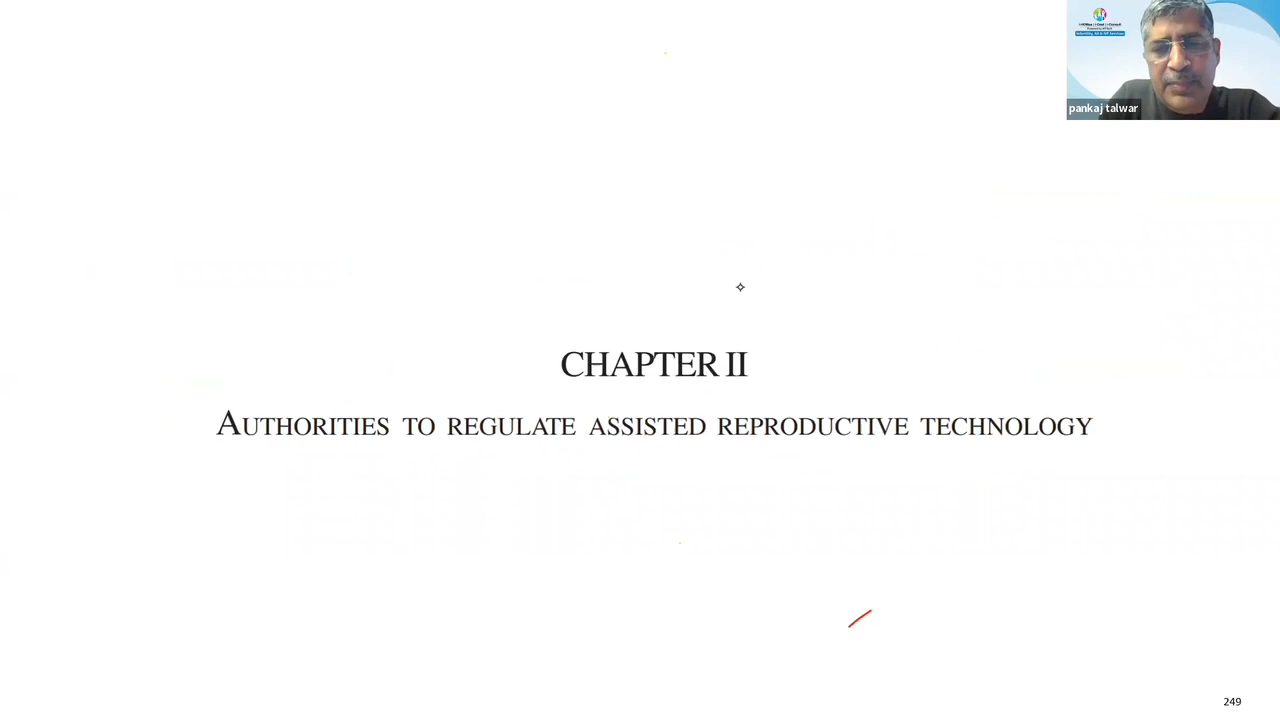 pankaj talwar
CHAPTER II
AUTHORITIES TO REGULATE ASSISTED REPRODUCTIVE TECHNOLOGY
249